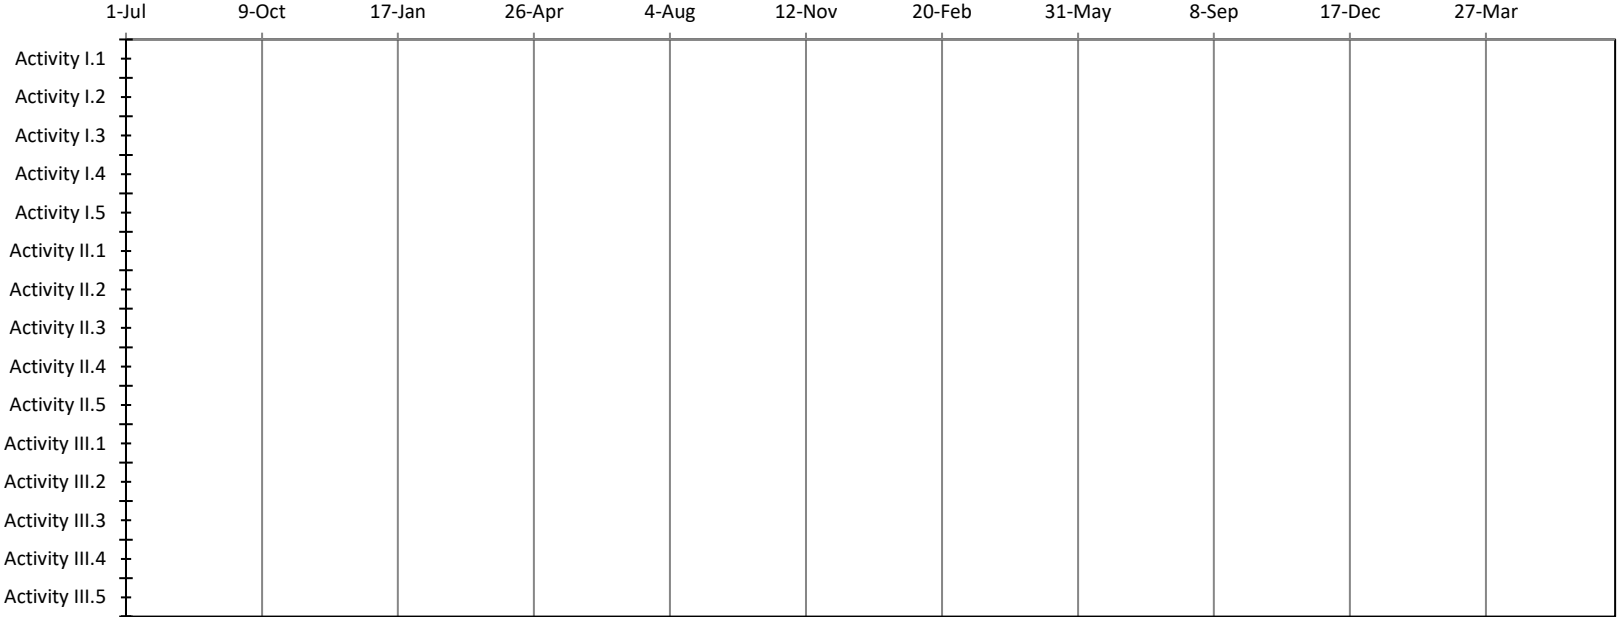 1-Jul 9-Oct 17-Jan 26-Apr 4-Aug 12-Nov 20-Feb 31-May 8-Sep 17-Dec 27-Mar
Activity I.1
Activity I.2
Activity I.3
Activity I.4
Activity I.5
Activity II.1
Activity II.2
Activity II.3
Activity II.4
Activity II.5
Activity III.1
Activity III.2
Activity III.3
Activity III.4
Activity III.5